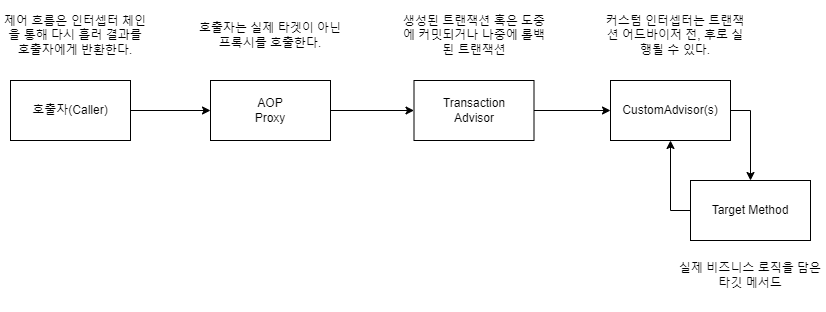 제어 흐름은 인터셉터 체인
을 통해 다시 흘러 결과를
호출자에게 반환한다.
호출자는 실제 타겟이 아닌
프록시를 호출한다.
생성된 트랜잭션 혹은 도중
에 커밋되거나 나중에 롤백
된 트랜잭션
커스텀 인터셉터는 트랜잭
션 어드바이저 전, 후로 실
행될 수 있다.
호출자(Caller)
AOP
Proxy
Transaction
Advisor
CustomAdvisor(s)
Target Method
실제 비즈니스 로직을 담은
타깃 메서드